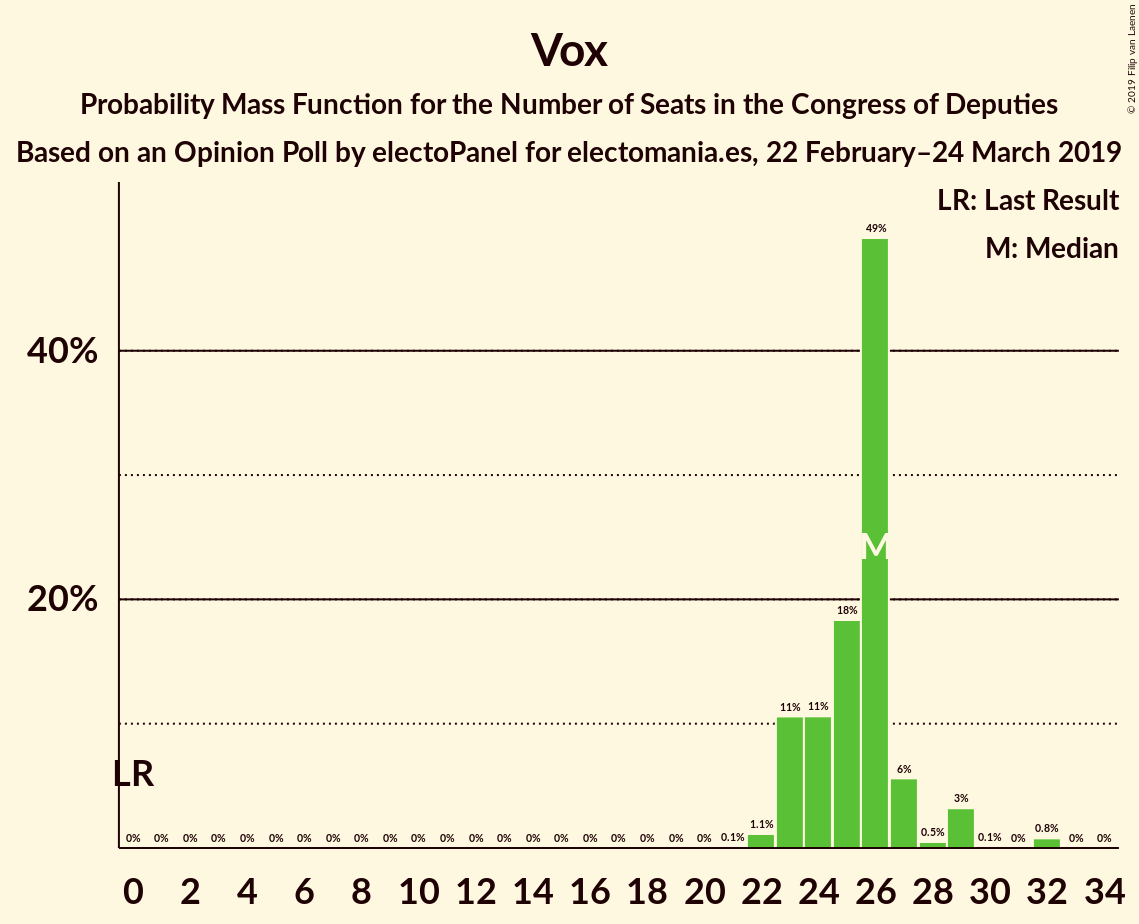 Vox
Probability Mass Function for the Number of Seats in the Congress of Deputies
Based on an Opinion Poll by electoPanel for electomania.es, 22 February–24 March 2019
© 2019 Filip van Laenen
LR: Last Result
M: Median
49%
40%
M
20%
18%
11% 11%
LR
6%
3%
0% 0% 0% 0% 0% 0% 0% 0% 0% 0% 0% 0% 0% 0% 0% 0% 0% 0% 0% 0% 0% 0.1% 1.1% 0.5% 0.1% 0% 0.8% 0% 0%
0 2 4 6 8 10 12 14 16 18 20 22 24 26 28 30 32 34